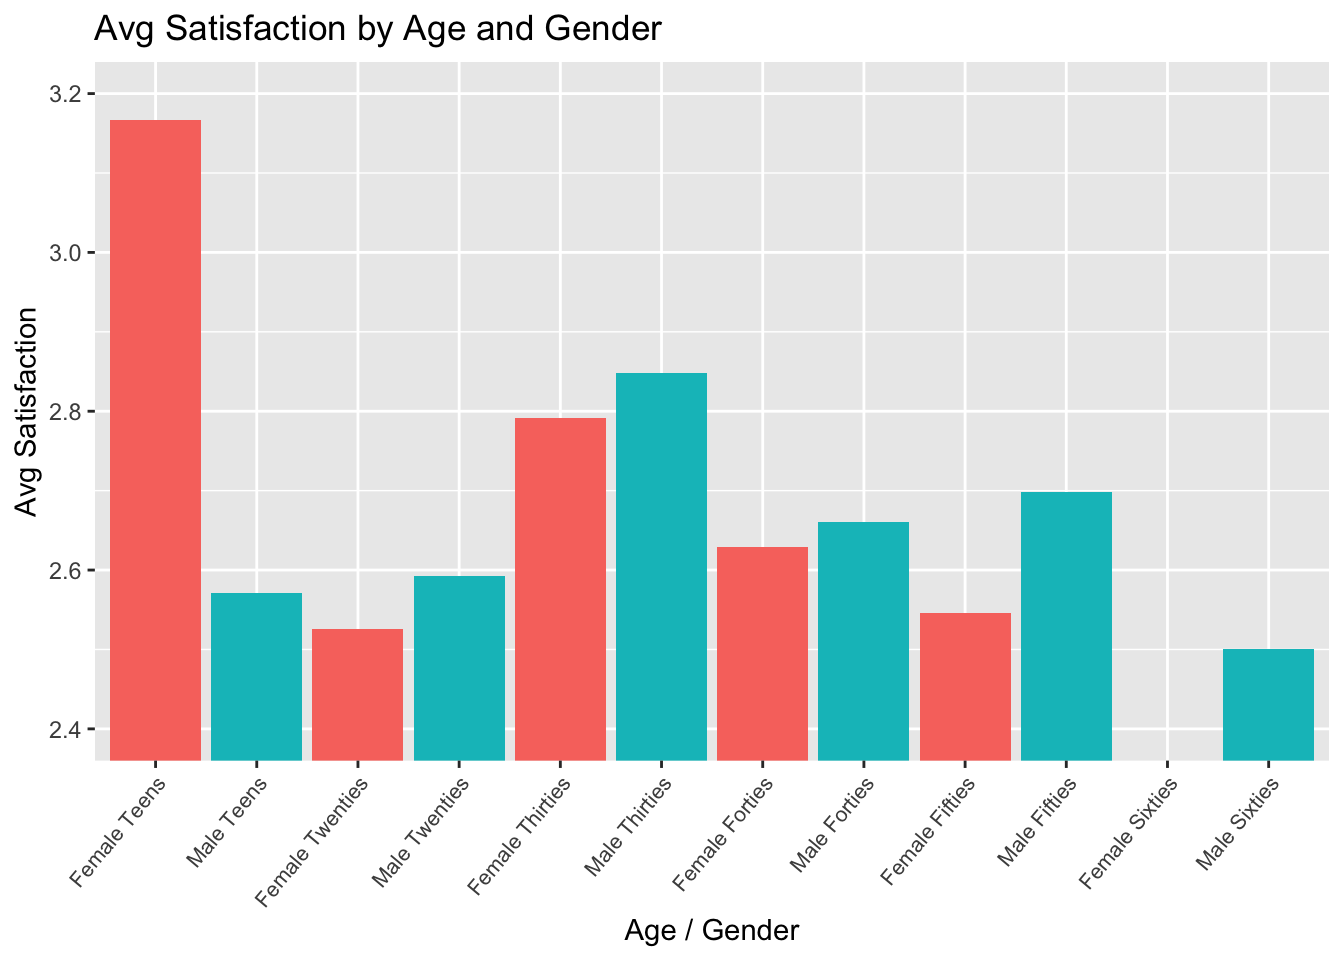 Avg Satisfaction by Age and Gender
Avg Satisfaction
3.2
3.0
2.8
2.6
2.4
Female Teens
Male Teens
Female Twenties
Male Twenties
Female Thirties
Male Thirties
Female Forties
Male Forties
Female Fifties
Male Fifties
Female Sixties
Male Sixties
Age / Gender